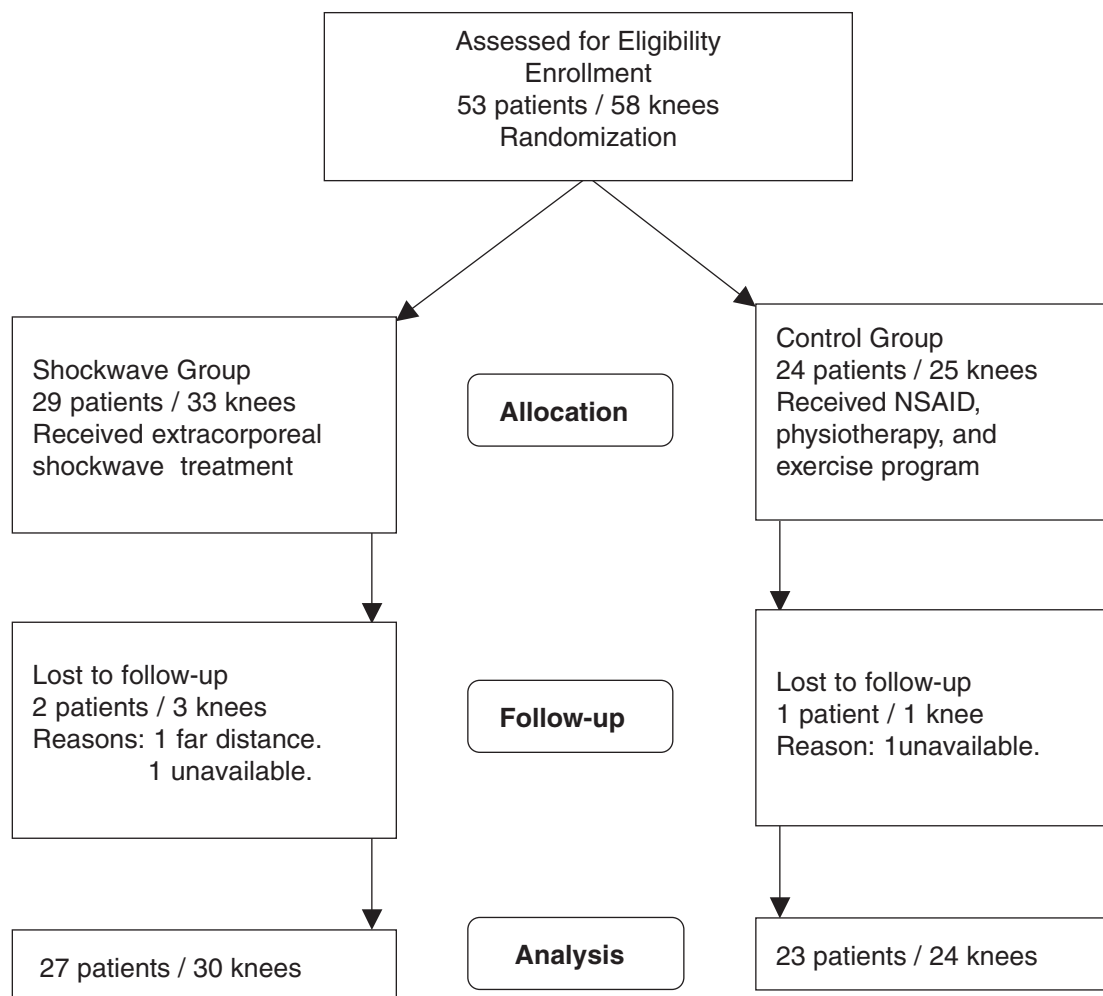 Assessed for Eligibility
Enrollment
53 patients / 58 knees
Randomization
Shockwave Group
29 patients / 33 knees
Received extracorporeal
shockwave treatment
Allocation
Control Group
24 patients / 25 knees
Received NSAID,
physiotherapy, and
exercise program
Lost to follow-up
2 patients / 3 knees
Reasons: 1 far distance.
1 unavailable.
Follow-up
Lost to follow-up
1 patient / 1 knee
Reason: 1unavailable.
27 patients / 30 knees
Analysis
23 patients / 24 knees